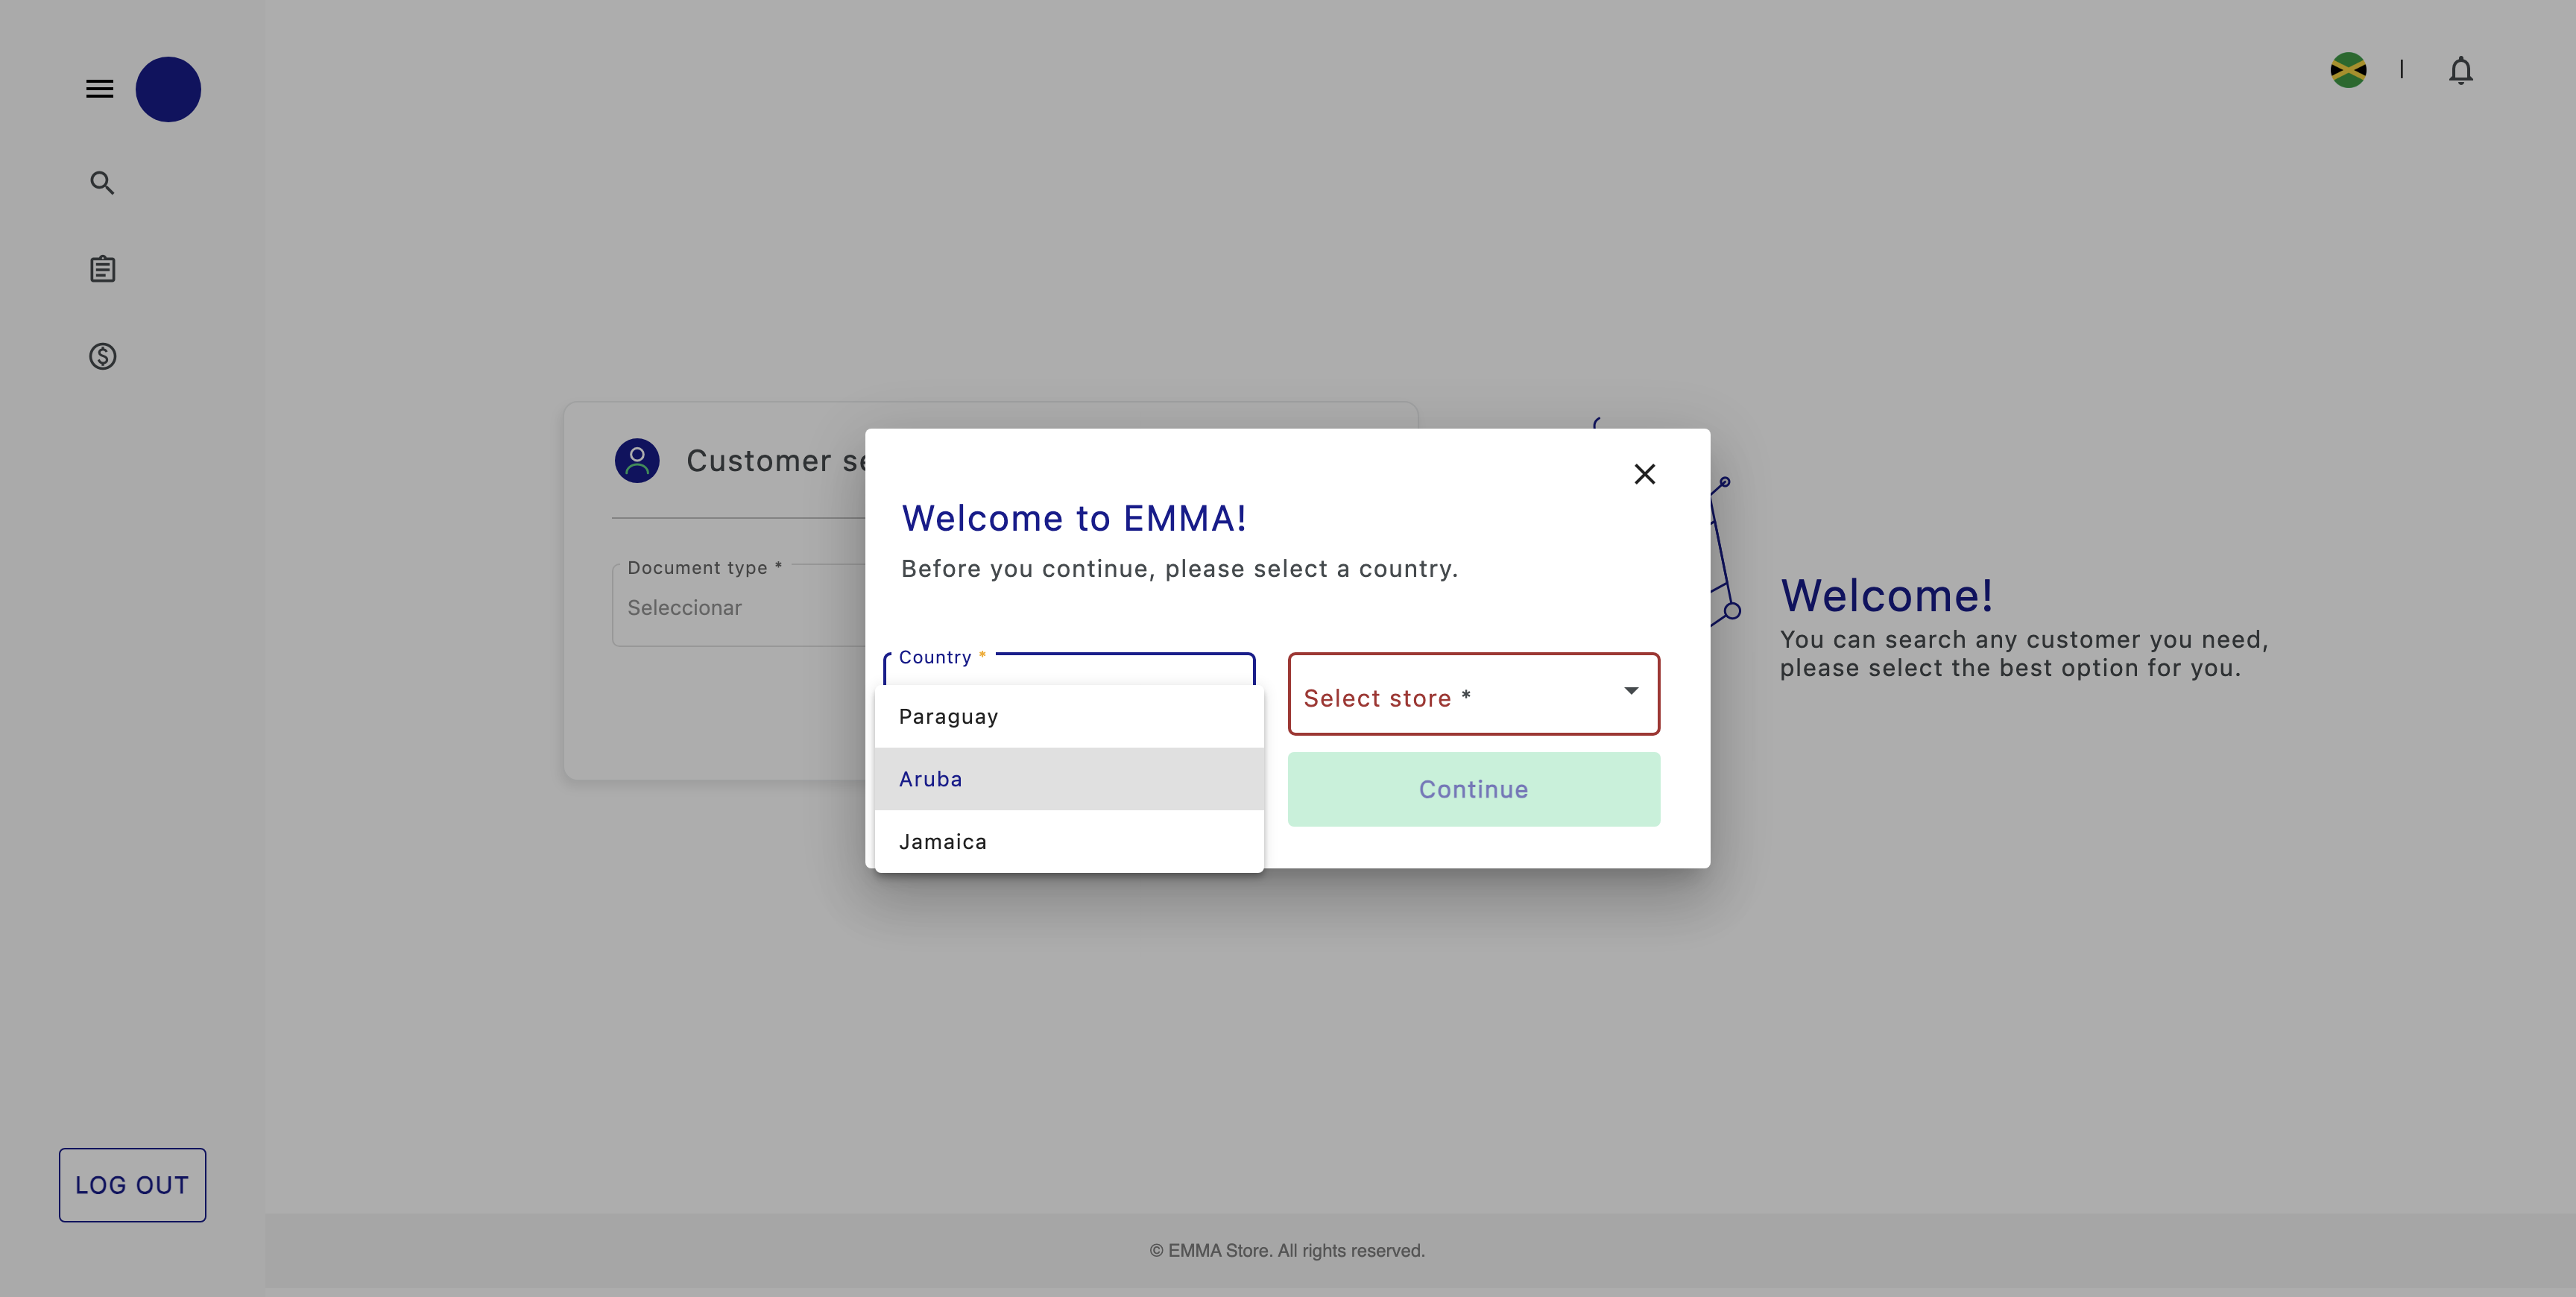 Customer
Document type *
Seleccionar
Welcome to EMMA!
Before you continue, please select a country.
Country *
Paraguay
Aruba
Jamaica
Select store *
Continue
Welcome!
You can search any customer you need,
please select the best option for you.
LOG OUT
© EMMA Store. All rights reserved.